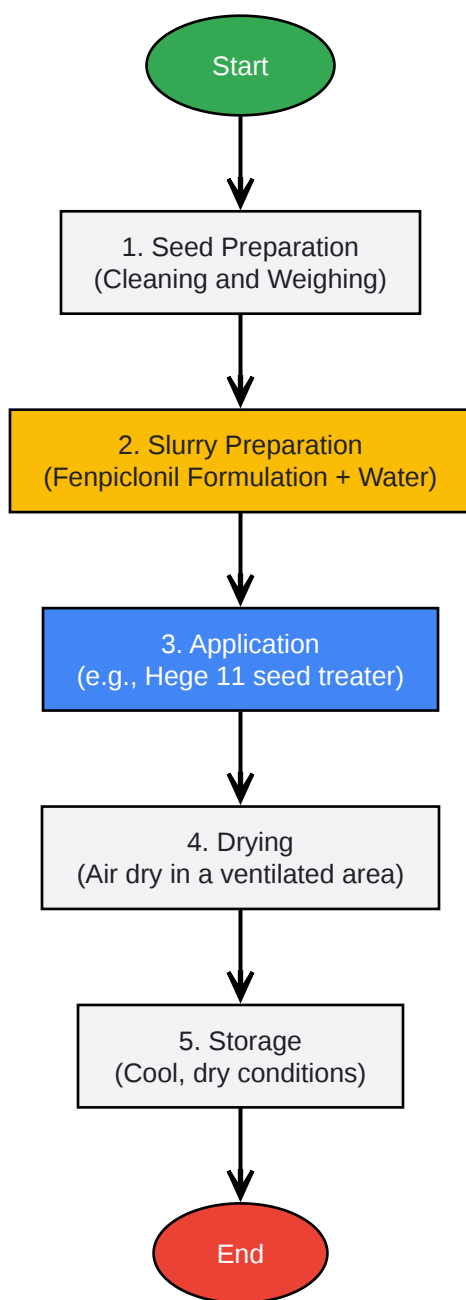 Start
1. Seed Preparation
(Cleaning and Weighing)
2. Slurry Preparation
(Fenpiclonil Formulation + Water)
3. Application
(e.g., Hege 11 seed treater)
4. Drying
(Air dry in a ventilated area)
5. Storage
(Cool, dry conditions)
End